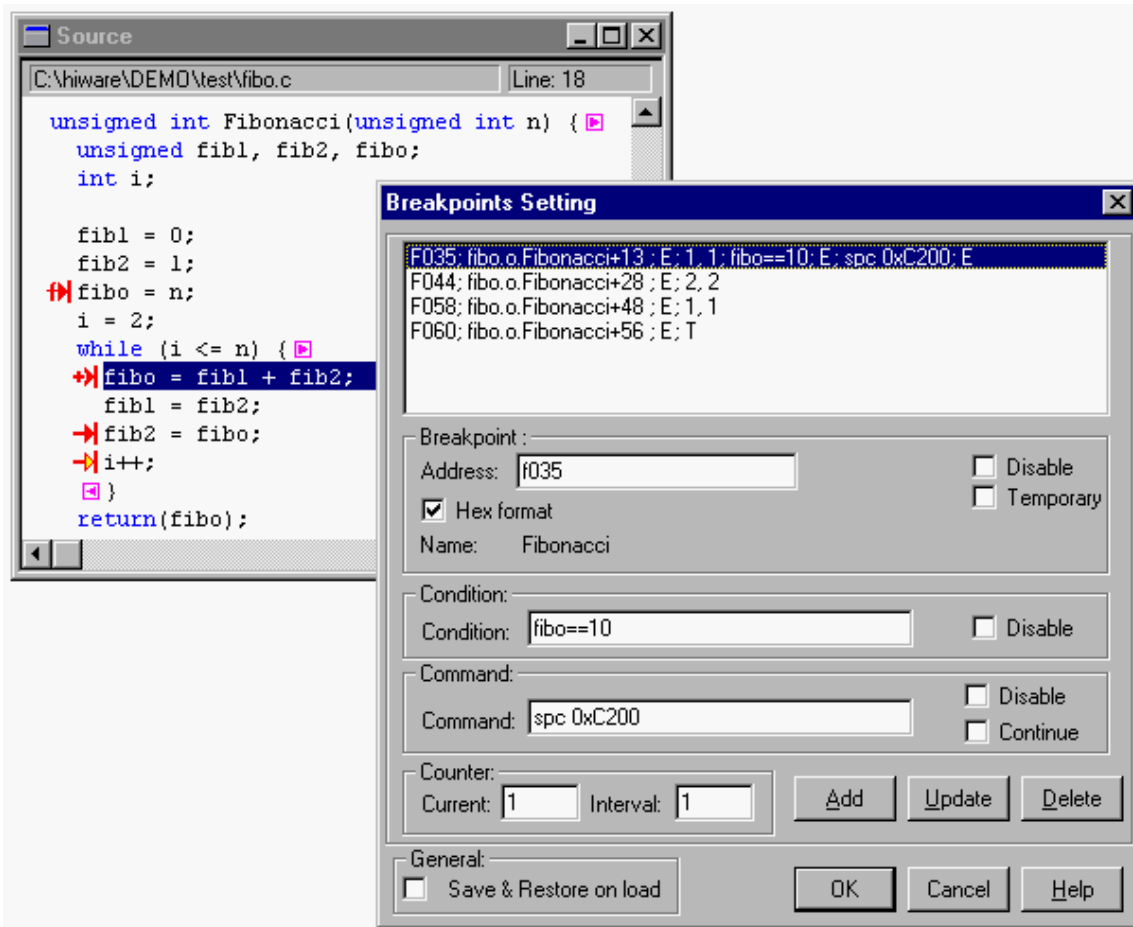 Source
C:\hiware\DEMO\test\fibo.c
Line: 18
unsigned int Fibonacci(unsigned int n) {
unsigned fib1, fib2, fibo;
int i;
fib1 = 0;
fib2 = 1;
fibo = n;
i = 2;
while (i <= n) {
fibo = fib1 + fib2;
fib1 = fib2;
fib2 = fibo;
i++;
}
return(fibo);
Breakpoints Setting
F035; fibo.o.Fibonacci+13 ; E; 1, 1; fibo==10; E; spc 0xC200; E
F044; fibo.o.Fibonacci+28 ; E; 2, 2
F058; fibo.o.Fibonacci+48 ; E; 1, 1
F060; fibo.o.Fibonacci+56 ; E; T
Breakpoint :
Address: f035
Disable
Temporary
Hex format
Name: Fibonacci
Condition:
Condition: fibo==10
Disable
Command:
Command: spc 0xC200
Disable
Continue
Counter:
Current: 1 Interval: 1
Add Update Delete
General:
Save & Restore on load
OK Cancel Help